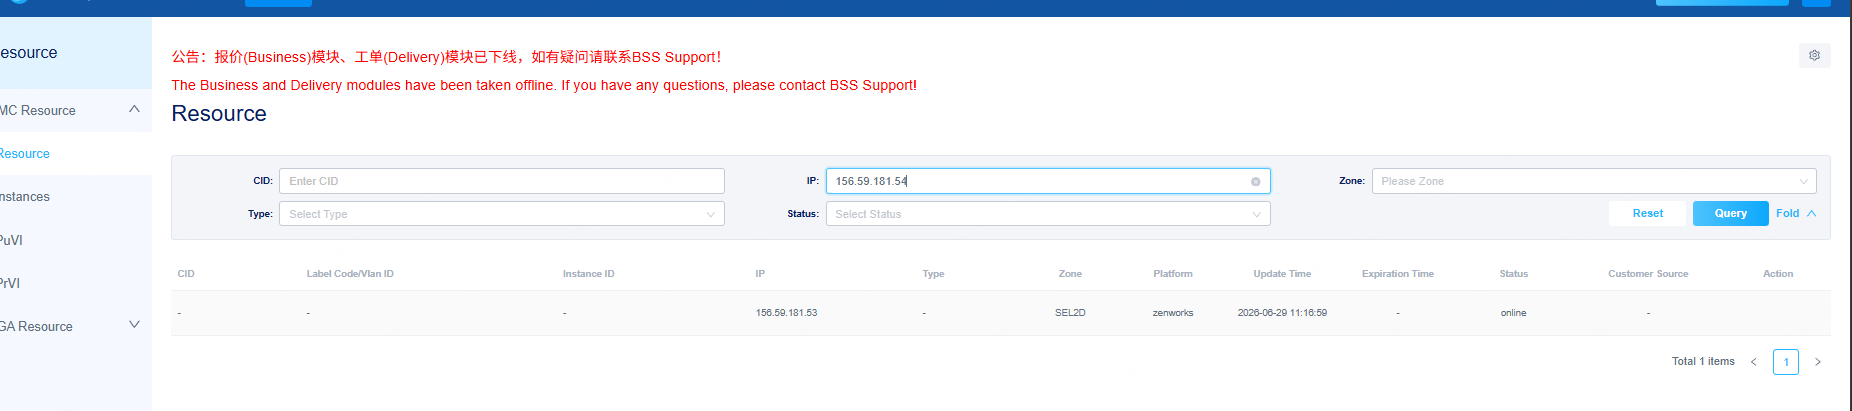 esource
公告：报价(Business)模块、工单(Delivery)模块已下线，如有疑问请联系BSS Support！
The Business and Delivery modules have been taken offline. If you have any questions, please contact BSS Support!
Resource
MC Resource
Resource
nstances
PuVI
PrVI
GA Resource
CID: Enter CID IP: 156.59.181.54 Zone: Please Zone
Type: Select Type Status: Select Status Reset Query Fold
CID Label Code/Vlan ID Instance ID IP Type Zone Platform Update Time Expiration Time Status Customer Source Action
- - - 156.59.181.53 - SEL2D zenworks 2026-06-29 11:16:59 - online -
Total 1 items < 1 >